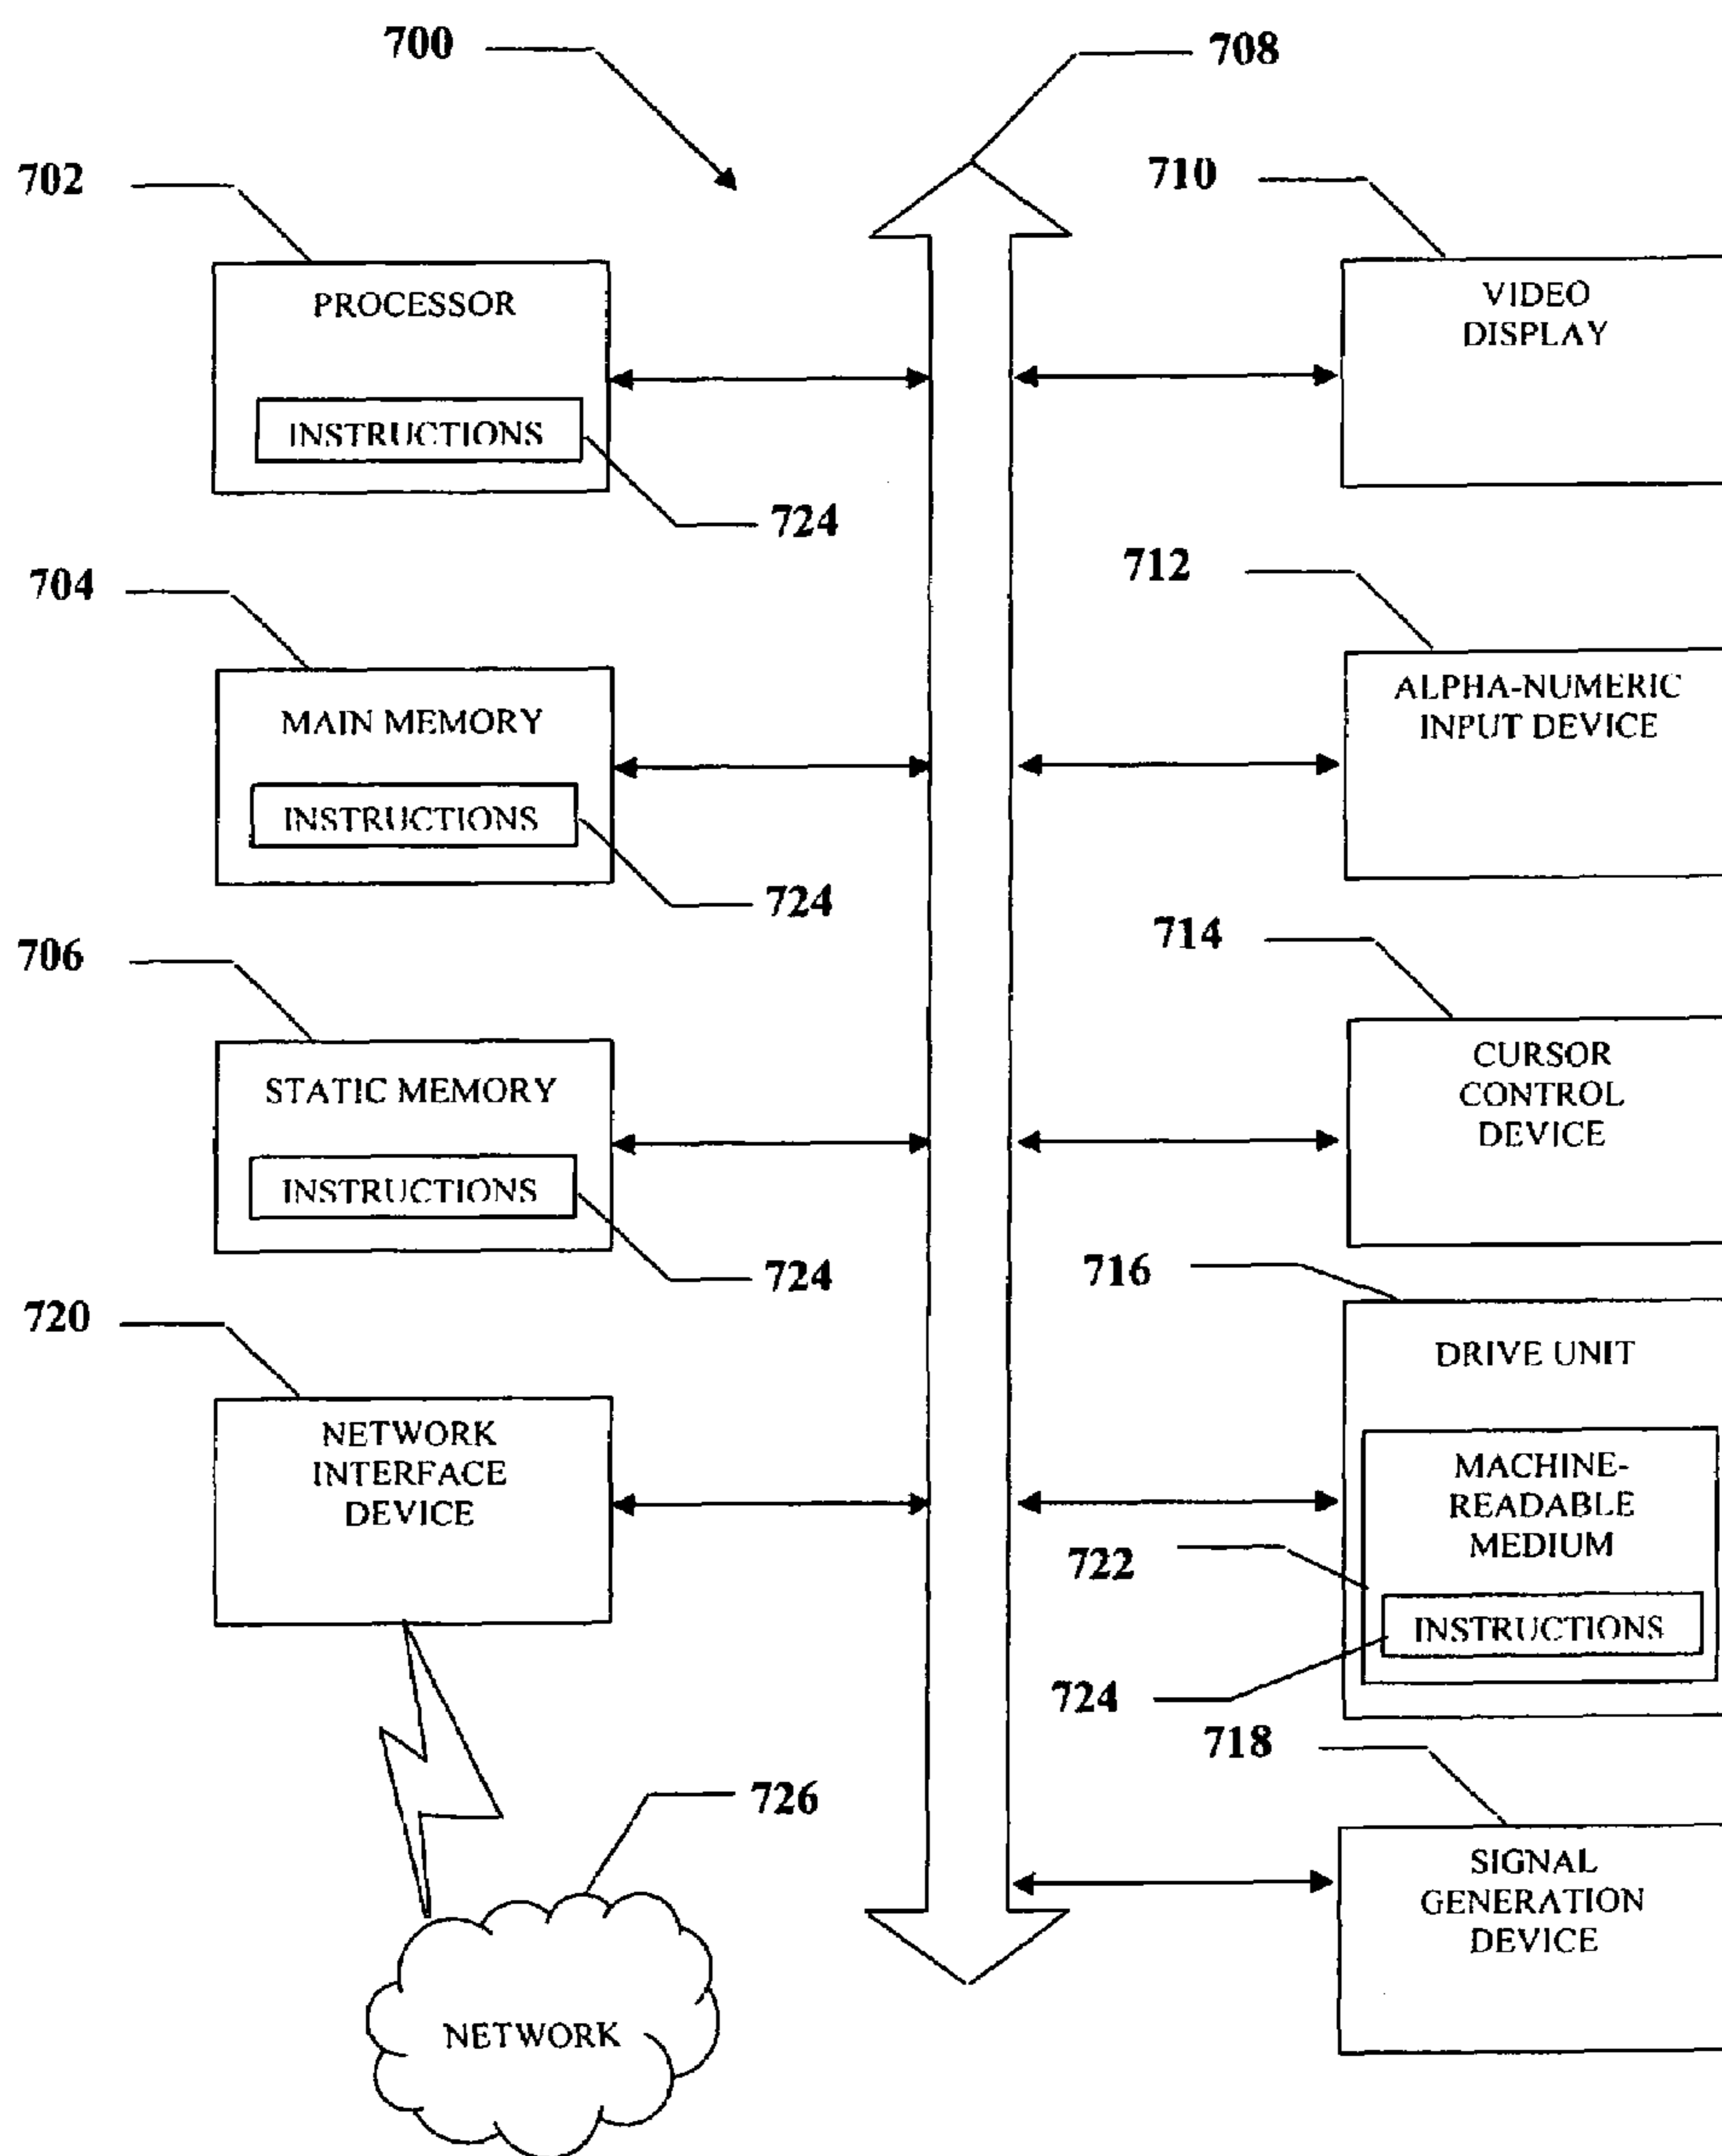 700
708
702
710
PROCESSOR
INSTRUCTIONS
724
VIDEO
DISPLAY
704
712
MAIN MEMORY
INSTRUCTIONS
724
ALPHA-NUMERIC
INPUT DEVICE
706
714
STATIC MEMORY
INSTRUCTIONS
724
CURSOR
CONTROL
DEVICE
720
716
NETWORK
INTERFACE
DEVICE
DRIVE UNIT
MACHINE-
READABLE
MEDIUM
722
INSTRUCTIONS
724
718
726
NETWORK
SIGNAL
GENERATION
DEVICE